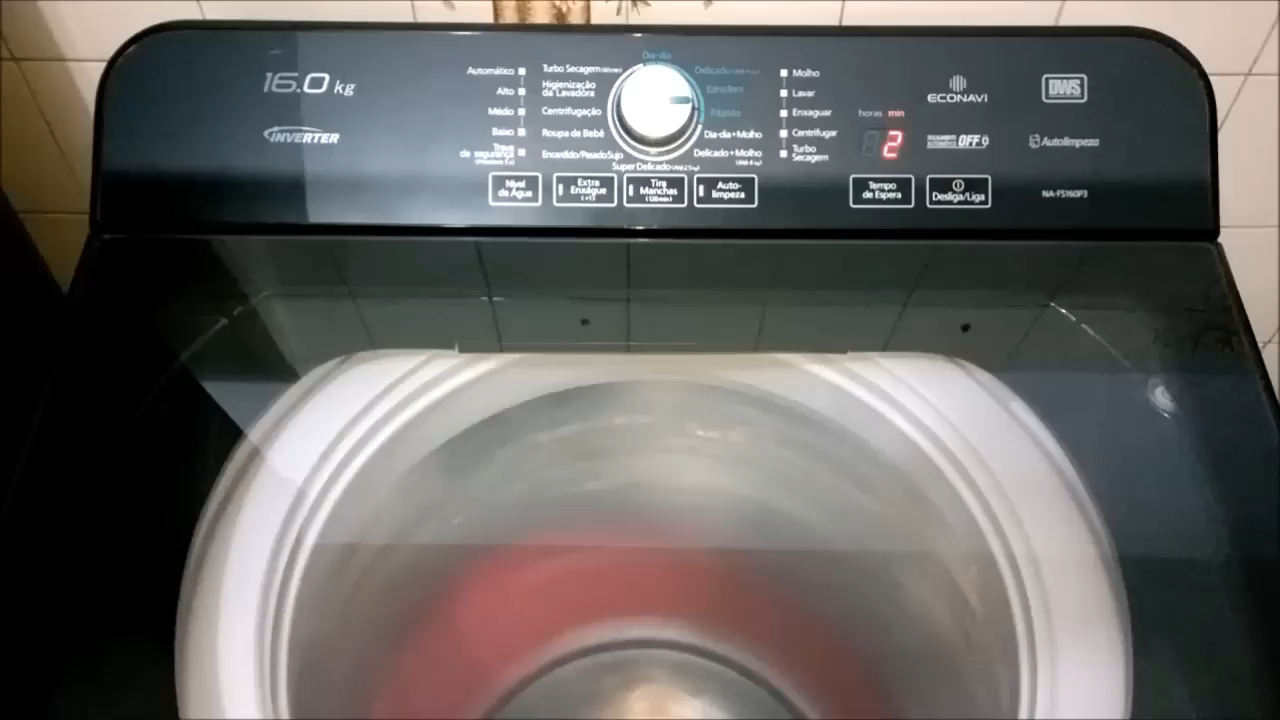 16.0 kg
INVERTER
Automático
Alto
Médio
Baixo
Trava
de segurança
Turbo Secagem
Higienização
da Lavadora
Centrifugação
Roupa de Bebê
Encardido/Pesado Sujo
Dia-dia
Delicado
Edredom
Rápido
Dia-dia+Molho
Delicado+Molho
Super Delicado
Molho
Lavar
Enxaguar
Centrifugar
Turbo
Secagem
horas min
2
ECONAVI
OFF
DWS
Autolimpeza
NA-FS160P3
Nível
de Água
Extra
Enxágue
(+1)
Tira
Manchas
(120min)
Auto-
limpeza
Tempo
de Espera
Desliga/Liga